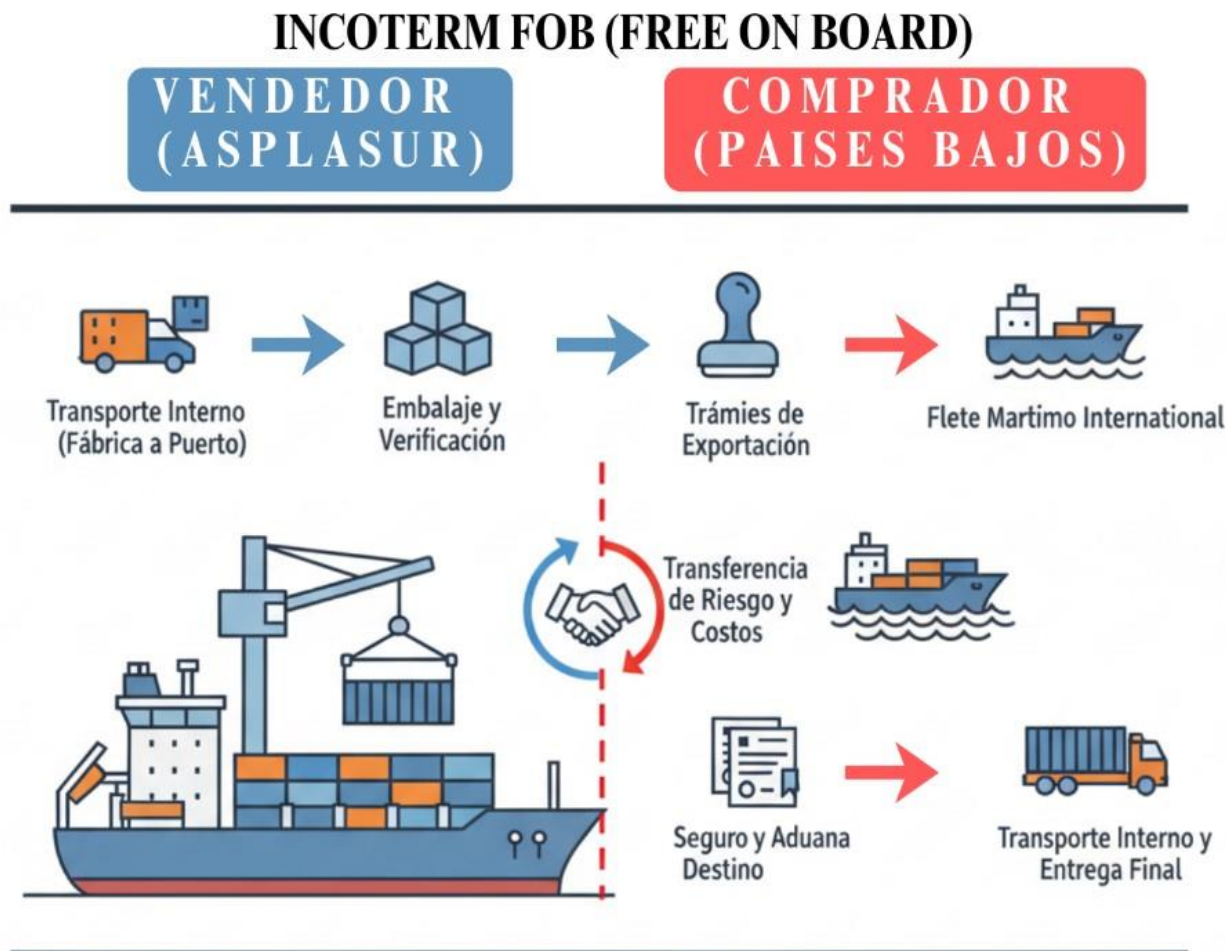 INCOTERM FOB (FREE ON BOARD)
VENDEDOR
(ASPLASUR)
COMPRADOR
(PAISES BAJOS)
Transporte Interno
(Fábrica a Puerto)
Embalaje y
Verificación
Trámies de
Exportación
Flete Martimo International
Transferencia
de Riesgo y
Costos
Seguro y Aduana
Destino
Transporte Interno y
Entrega Final